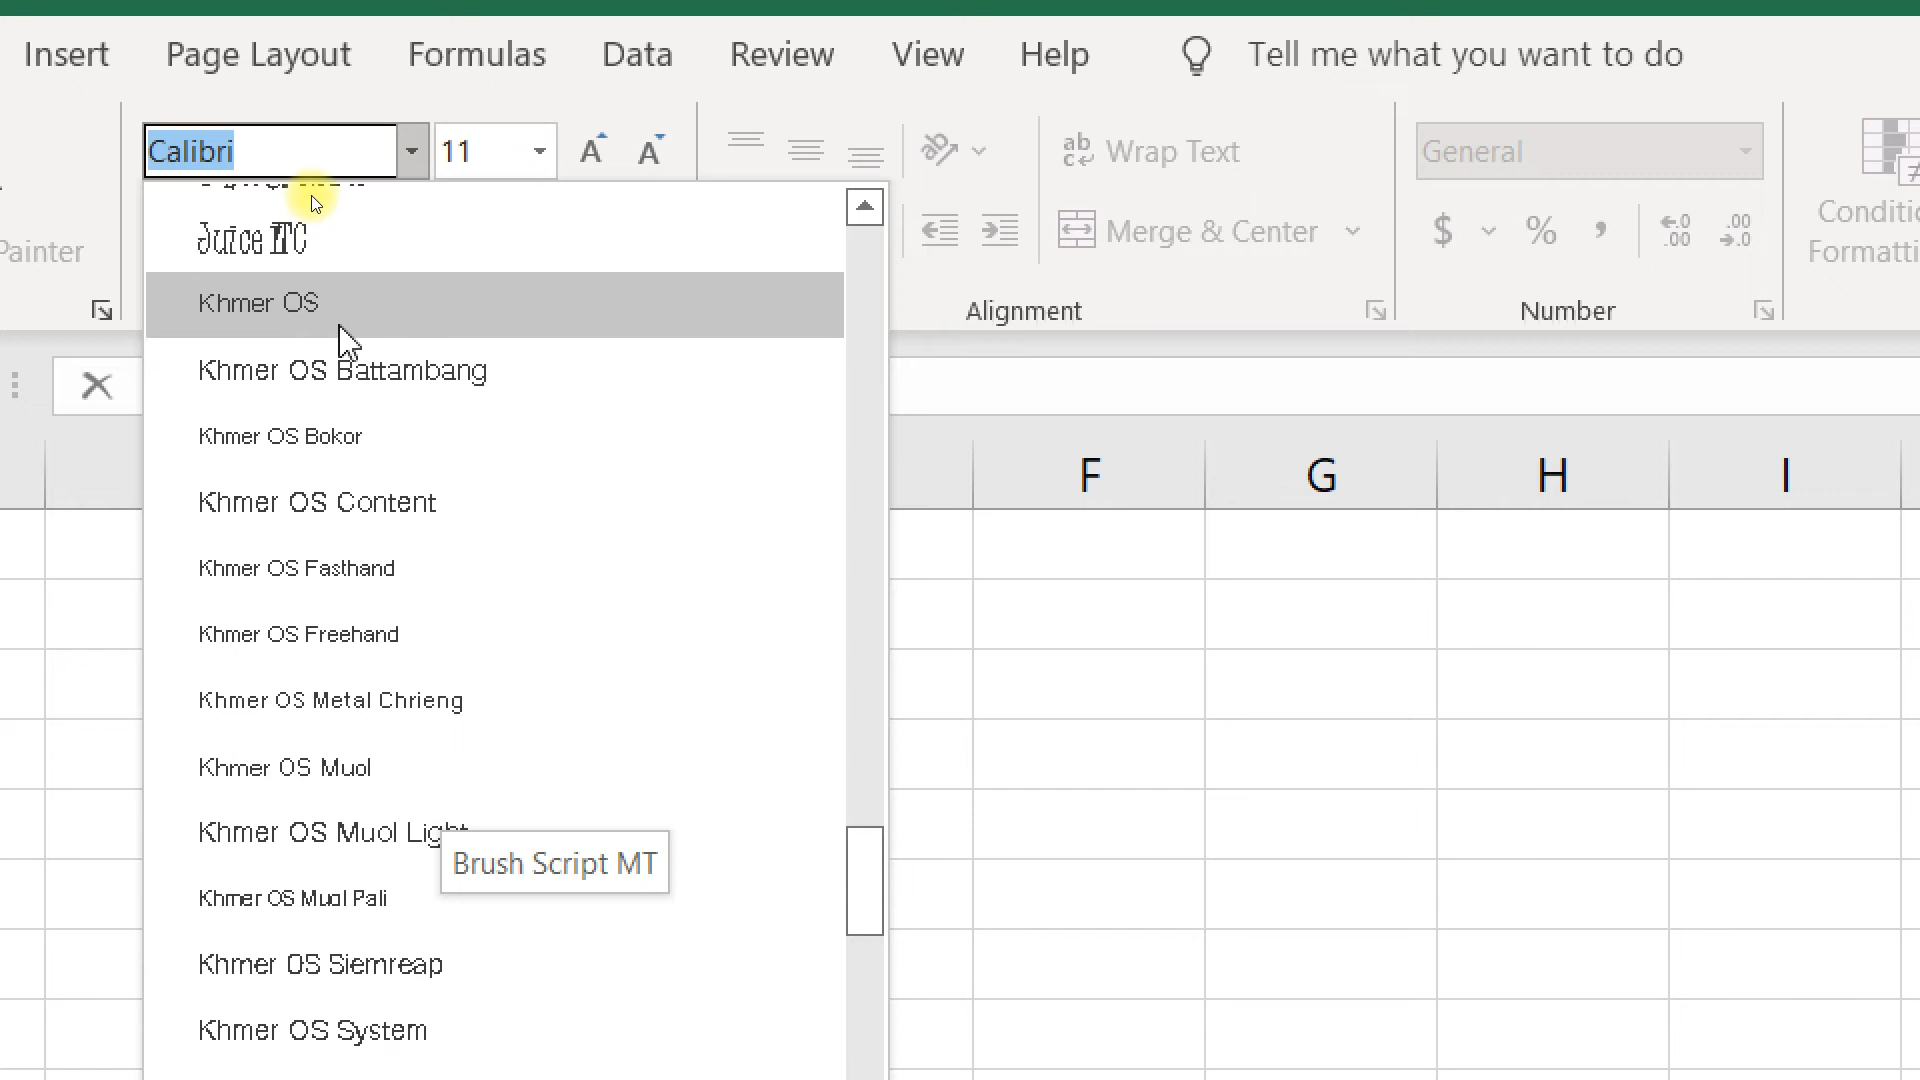 Insert Page Layout Formulas Data Review View Help Tell me what you want to do
Calibri 11 A A ab Wrap Text General
Juice ITC
Painter Merge & Center $ % , .00 .00
Alignment Number
Khmer OS
Khmer OS Battambang
Khmer OS Bokor
Khmer OS Content
Khmer OS Fasthand
Khmer OS Freehand
Khmer OS Metal Chrieng
Khmer OS Muol
Khmer OS Muol Light
Brush Script MT
Khmer OS Muol Pali
Khmer OS Siemreap
Khmer OS System
F G H I